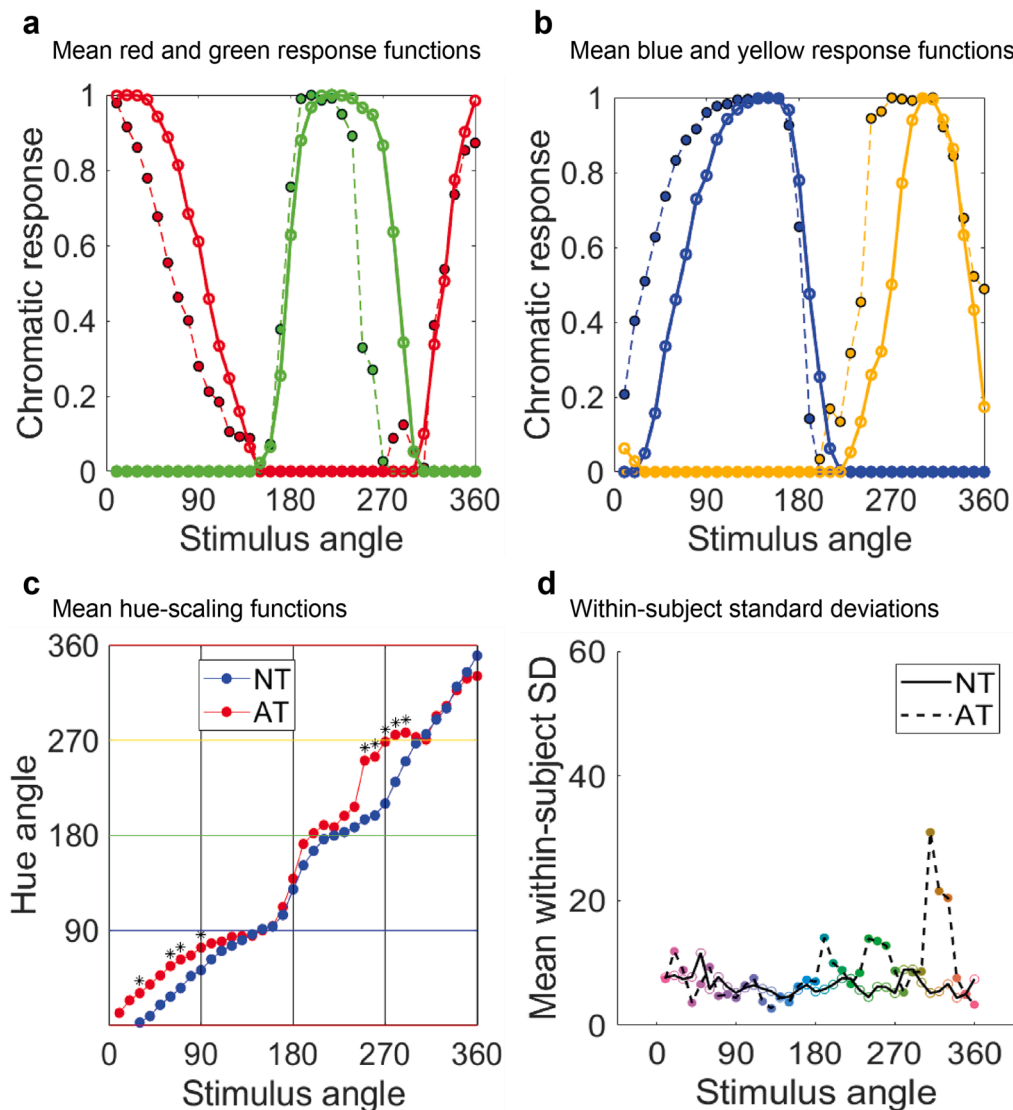 a
Mean red and green response functions
1
0.8
0.6
0.4
0.2
0
Chromatic response
90
180
270
360
Stimulus angle
b
Mean blue and yellow response functions
1
0.8
0.6
0.4
0.2
0
Chromatic response
90
180
270
360
Stimulus angle
c
Mean hue-scaling functions
360
270
180
90
Hue angle
NT
AT
* * * *
* * * * *
0
90
180
270
360
Stimulus angle
d
Within-subject standard deviations
60
40
20
0
Mean within-subject SD
NT
AT
0
90
180
270
360
Stimulus angle